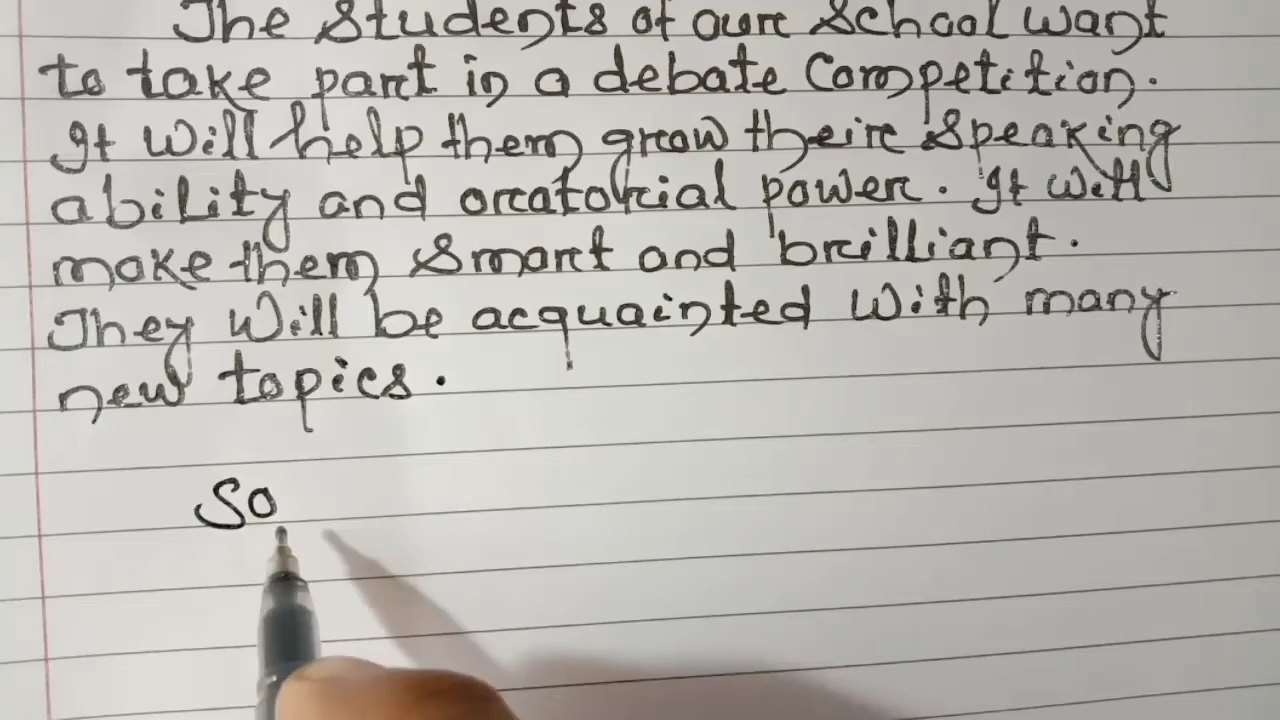 The students of our school want
to take part in a debate competition.
It will help them grow their speaking
ability and oratorial power. It will
make them smart and brilliant.
They will be acquainted with many
new topics.
So